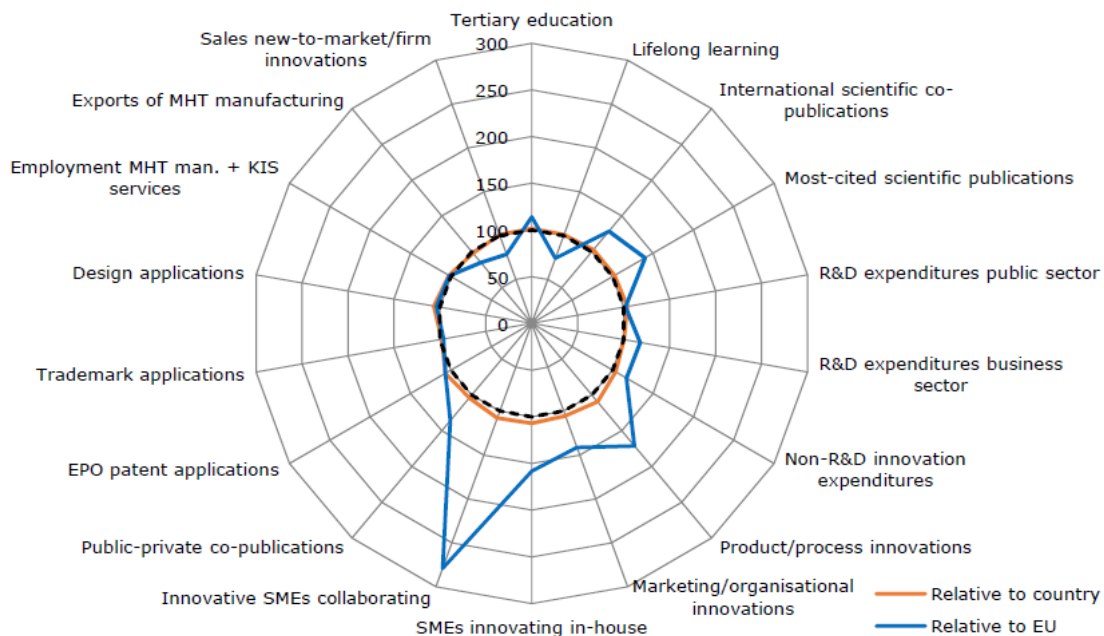 Tertiary education
Sales new-to-market/firm
innovations
300
Lifelong learning
Exports of MHT manufacturing
250
International scientific co-
publications
Employment MHT man. + KIS
services
200
Most-cited scientific publications
150
100
Design applications
50
R&D expenditures public sector
0
Trademark applications
R&D expenditures business
sector
EPO patent applications
Non-R&D innovation
expenditures
Public-private co-publications
Product/process innovations
Innovative SMEs collaborating
Marketing/organisational
innovations
SMEs innovating in-house
Relative to country
Relative to EU